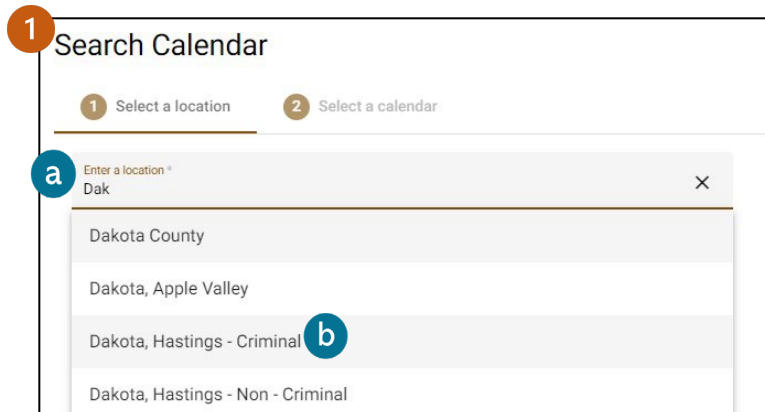 1
Search Calendar
1 Select a location 2 Select a calendar
a
Enter a location *
Dak
Dakota County
Dakota, Apple Valley
Dakota, Hastings - Criminal b
Dakota, Hastings - Non - Criminal